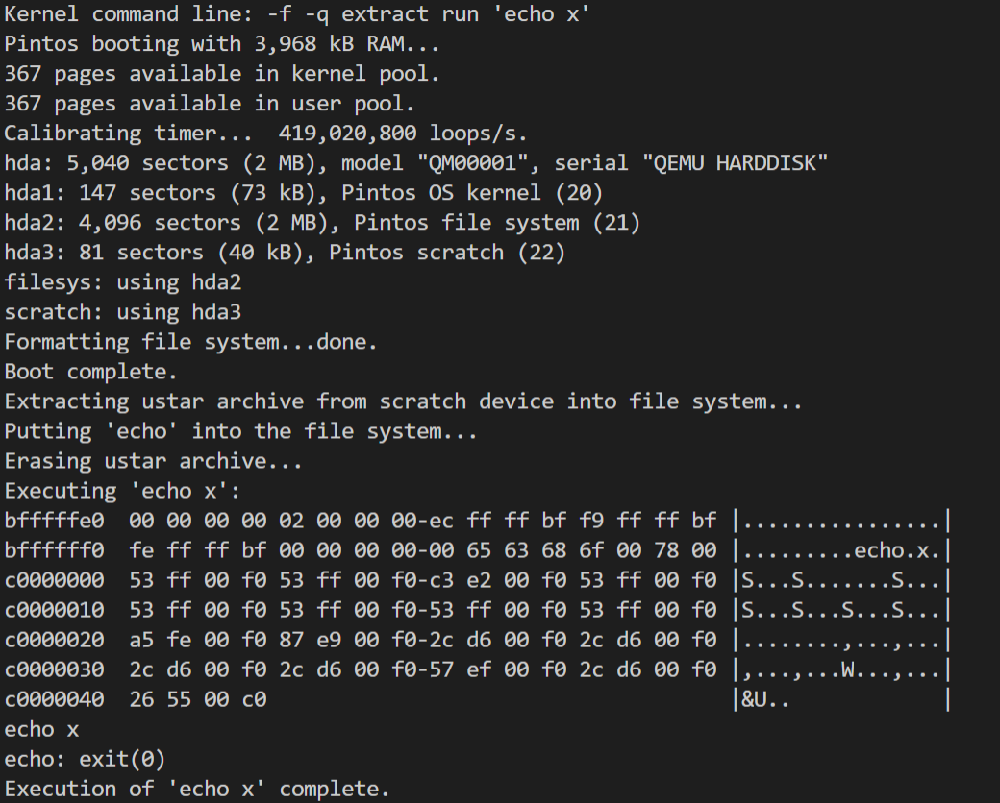 Kernel command line: -f -q extract run 'echo x'
Pintos booting with 3,968 kB RAM...
367 pages available in kernel pool.
367 pages available in user pool.
Calibrating timer...  419,020,800 loops/s.
hda: 5,040 sectors (2 MB), model "QM00001", serial "QEMU HARDDISK"
hda1: 147 sectors (73 kB), Pintos OS kernel (20)
hda2: 4,096 sectors (2 MB), Pintos file system (21)
hda3: 81 sectors (40 kB), Pintos scratch (22)
filesys: using hda2
scratch: using hda3
Formatting file system...done.
Boot complete.
Extracting ustar archive from scratch device into file system...
Putting 'echo' into the file system...
Erasing ustar archive...
Executing 'echo x':
bfffffe0  00 00 00 00 02 00 00 00-ec ff ff bf f9 ff ff bf |................|
bffffff0  fe ff ff bf 00 00 00 00-00 65 63 68 6f 00 78 00 |.........echo.x.|
c0000000  53 ff 00 f0 53 ff 00 f0-c3 e2 00 f0 53 ff 00 f0 |S...S.......S...|
c0000010  53 ff 00 f0 53 ff 00 f0-53 ff 00 f0 53 ff 00 f0 |S...S...S...S...|
c0000020  a5 fe 00 f0 87 e9 00 f0-2c d6 00 f0 2c d6 00 f0 |........,...,...|
c0000030  2c d6 00 f0 2c d6 00 f0-57 ef 00 f0 2c d6 00 f0 |,...,...W...,...|
c0000040  26 55 00 c0                                     |&U..            |
echo x
echo: exit(0)
Execution of 'echo x' complete.